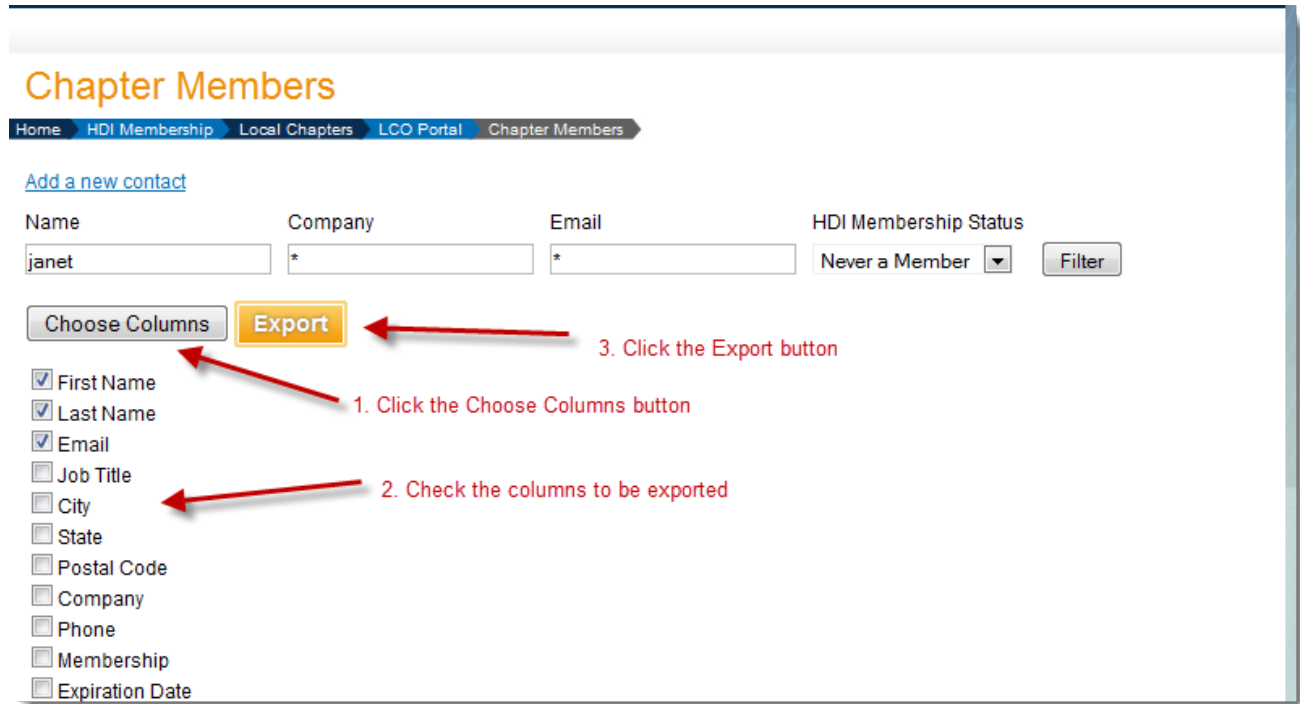 Chapter Members
Home HDI Membership Local Chapters LCO Portal Chapter Members
Add a new contact
Name Company Email HDI Membership Status
janet * * Never a Member Filter
Choose Columns Export
3. Click the Export button
First Name
1. Click the Choose Columns button
Last Name
Email
Job Title
2. Check the columns to be exported
City
State
Postal Code
Company
Phone
Membership
Expiration Date